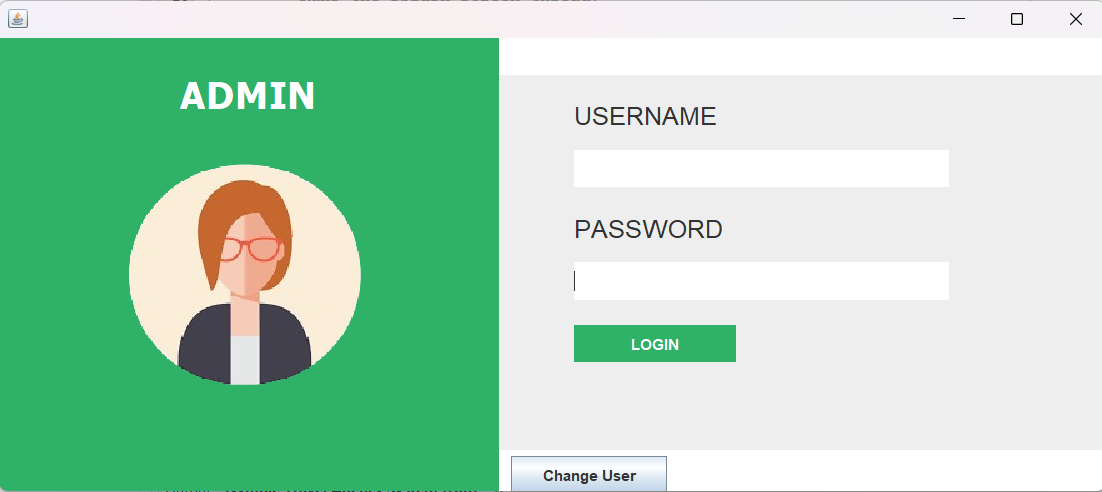 ADMIN
USERNAME
PASSWORD
LOGIN
Change User